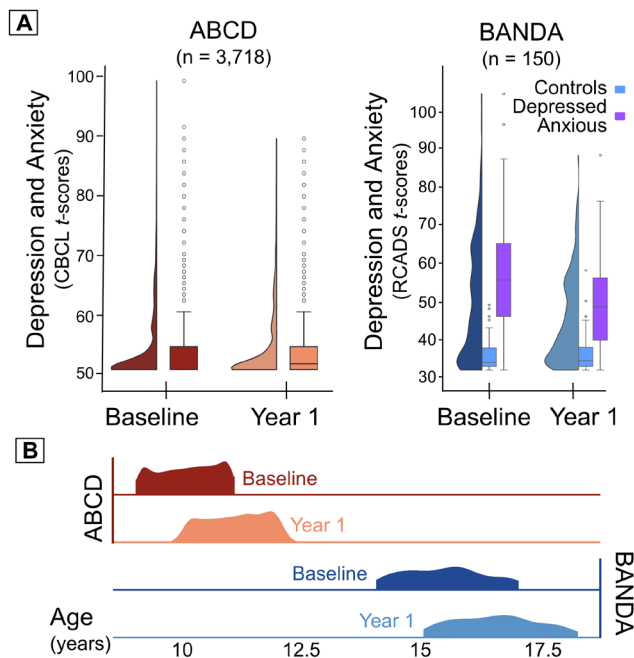 A
ABCD
(n = 3,718)
Depression and Anxiety
(CBCL t-scores)
100
90
80
70
60
50
Baseline
Year 1
BANDA
(n = 150)
Controls
Depressed
Anxious
Depression and Anxiety
(RCADS t-scores)
100
90
80
70
60
50
40
30
Baseline
Year 1
B
ABCD
Baseline
Year 1
BANDA
Baseline
Year 1
Age
(years)
10
12.5
15
17.5